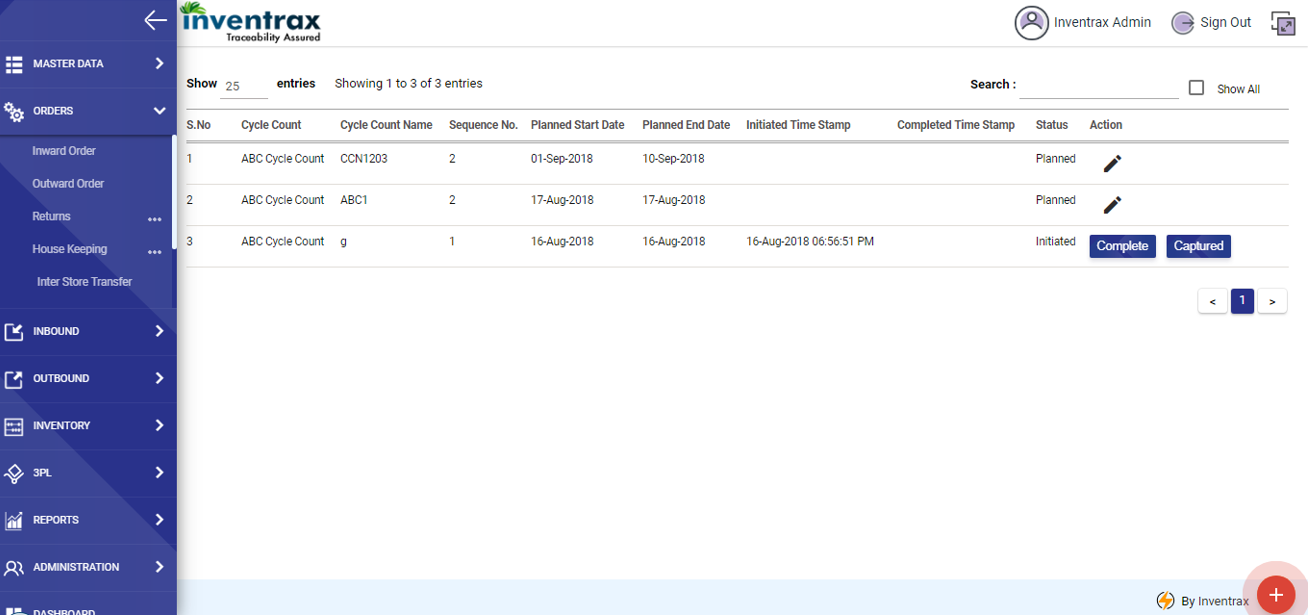 inventrax
Traceability Assured
Inventrax Admin
Sign Out
MASTER DATA
ORDERS
Inward Order
Outward Order
Returns
House Keeping
Inter Store Transfer
INBOUND
OUTBOUND
INVENTORY
3PL
REPORTS
ADMINISTRATION
DASHBOARD
Show 25 entries Showing 1 to 3 of 3 entries Search : Show All
S.No Cycle Count Cycle Count Name Sequence No. Planned Start Date Planned End Date Initiated Time Stamp Completed Time Stamp Status Action
1 ABC Cycle Count CCN1203 2 01-Sep-2018 10-Sep-2018 Planned
2 ABC Cycle Count ABC1 2 17-Aug-2018 17-Aug-2018 Planned
3 ABC Cycle Count g 1 16-Aug-2018 16-Aug-2018 16-Aug-2018 06:56:51 PM Initiated Complete Captured
< 1 >
By Inventrax +